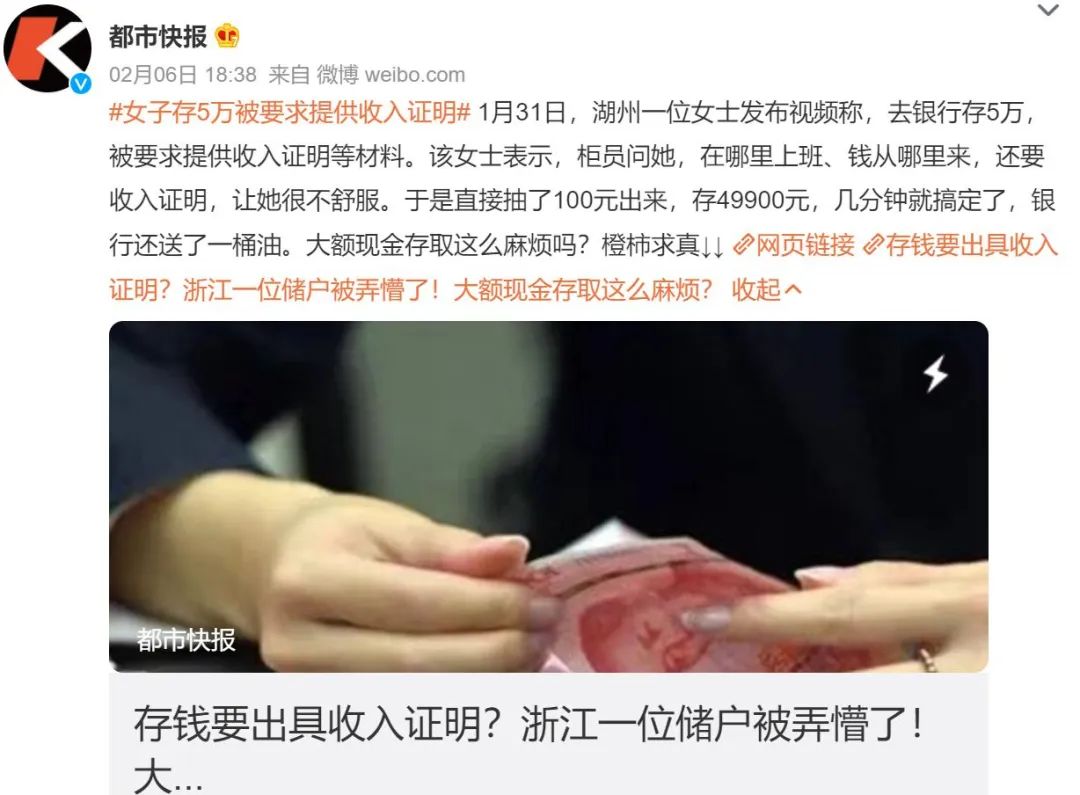 都市快报
02月06日 18:38 来自 微博 weibo.com
#女子存5万被要求提供收入证明# 1月31日，湖州一位女士发布视频称，去银行存5万，
被要求提供收入证明等材料。该女士表示，柜员问她，在哪里上班、钱从哪里来，还要
收入证明，让她很不舒服。于是直接抽了100元出来，存49900元，几分钟就搞定了，银
行还送了一桶油。大额现金存取这么麻烦吗？橙柿求真↓↓ 网页链接 存钱要出具收入
证明？浙江一位储户被弄懵了！大额现金存取这么麻烦？ 收起
都市快报
存钱要出具收入证明？浙江一位储户被弄懵了！
大...